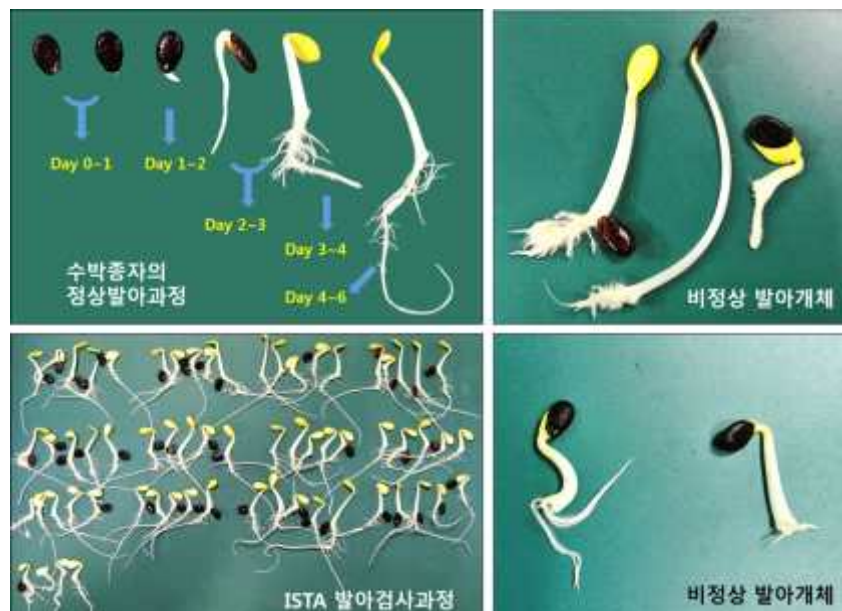 Day 0~1
Day 1~2
Day 2~3
Day 3~4
Day 4~6
수박종자의
정상발아과정
비정상 발아개체
ISTA 발아검사과정
비정상 발아개체